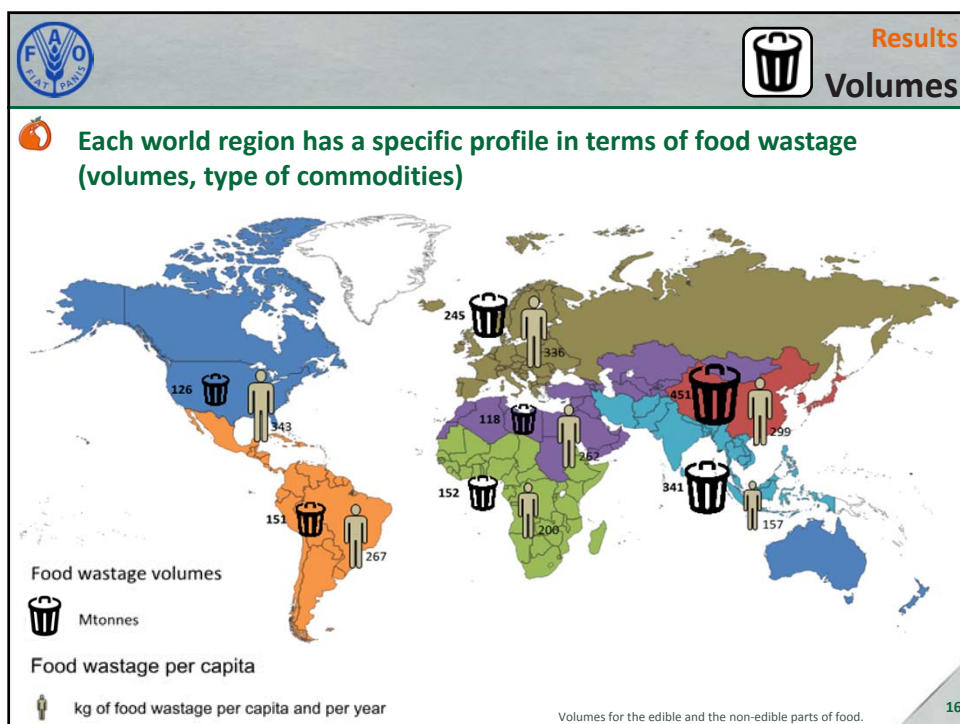 F A O
FIAT PANIS
Results
Volumes
Each world region has a specific profile in terms of food wastage
(volumes, type of commodities)
245
336
126
343
118
262
451
299
152
200
341
157
151
267
Food wastage volumes
Mtonnes
Food wastage per capita
kg of food wastage per capita and per year
Volumes for the edible and the non-edible parts of food.
16